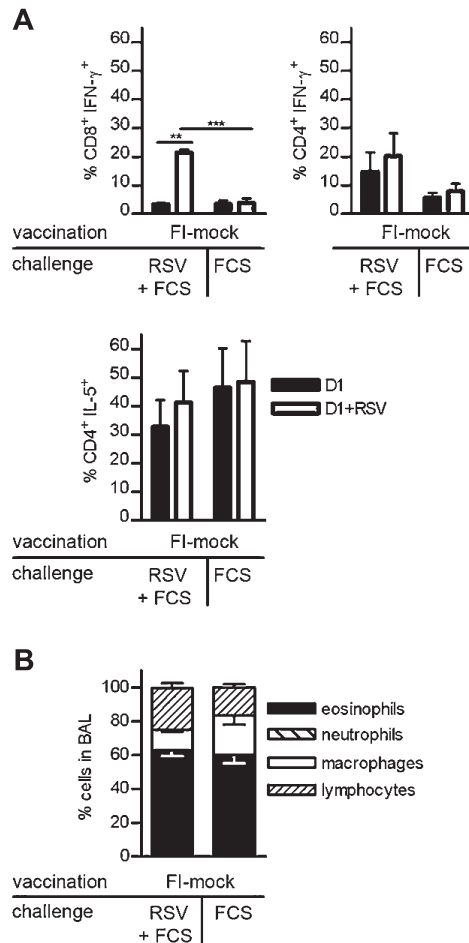 A
% CD8+ IFN-γ+
60
50
40
30
20
10
0
**
***
vaccination FI-mock
challenge RSV + FCS FCS
% CD4+ IFN-γ+
60
50
40
30
20
10
0
FI-mock
RSV + FCS FCS
% CD4+ IL-5+
60
50
40
30
20
10
0
D1
D1+RSV
vaccination FI-mock
challenge RSV + FCS FCS
B
% cells in BAL
100
80
60
40
20
0
eosinophils
neutrophils
macrophages
lymphocytes
vaccination FI-mock
challenge RSV + FCS FCS